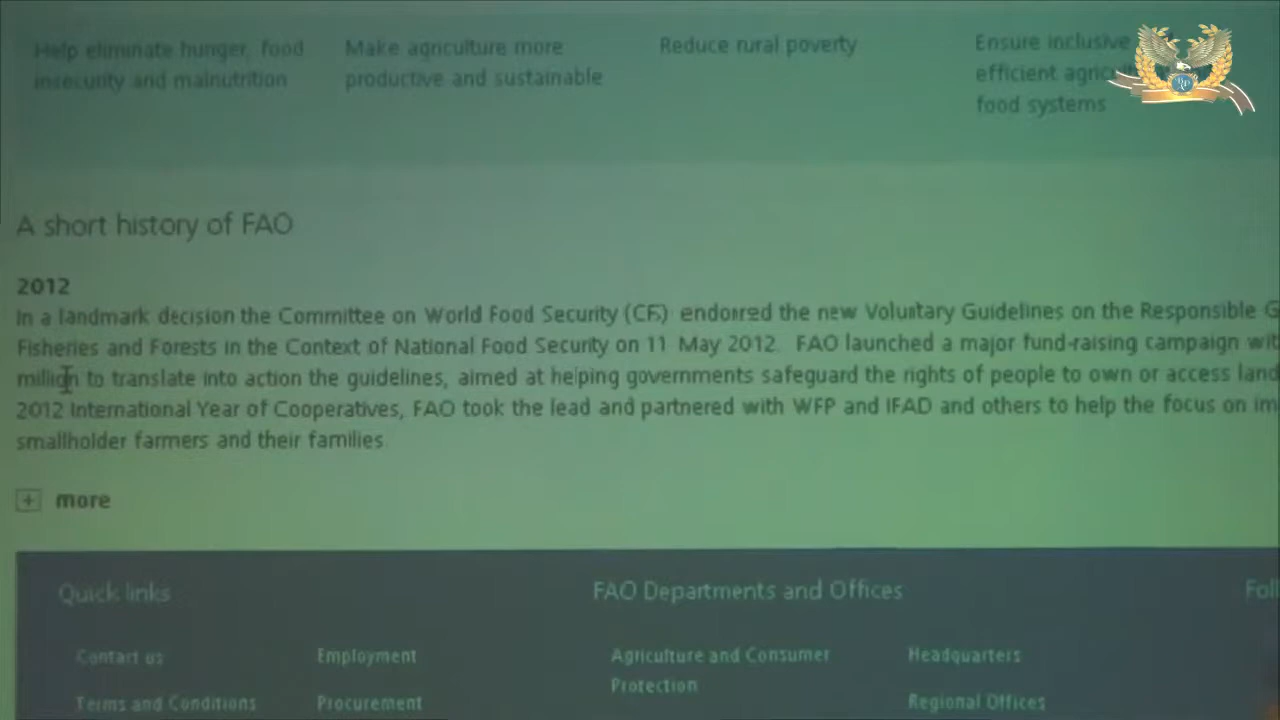 Help eliminate hunger, food
insecurity and malnutrition
Make agriculture more
productive and sustainable
Reduce rural poverty
Ensure inclusive
efficient
food systems
A short history of FAO
2012
In a landmark decision the Committee on World Food Security (CFS) endorsed the new Voluntary Guidelines on the Responsible G
Fisheries and Forests in the Context of National Food Security on 11 May 2012. FAO launched a major fund-raising campaign wit
million to translate into action the guidelines, aimed at helping governments safeguard the rights of people to own or access land
2012 International Year of Cooperatives, FAO took the lead and partnered with WFP and IFAD and others to help the focus on im
smallholder farmers and their families.
+ more
Quick links
FAO Departments and Offices
Foll
Contact us
Employment
Agriculture and Consumer
Protection
Headquarters
Terms and Conditions
Procurement
Regional Offices
RP